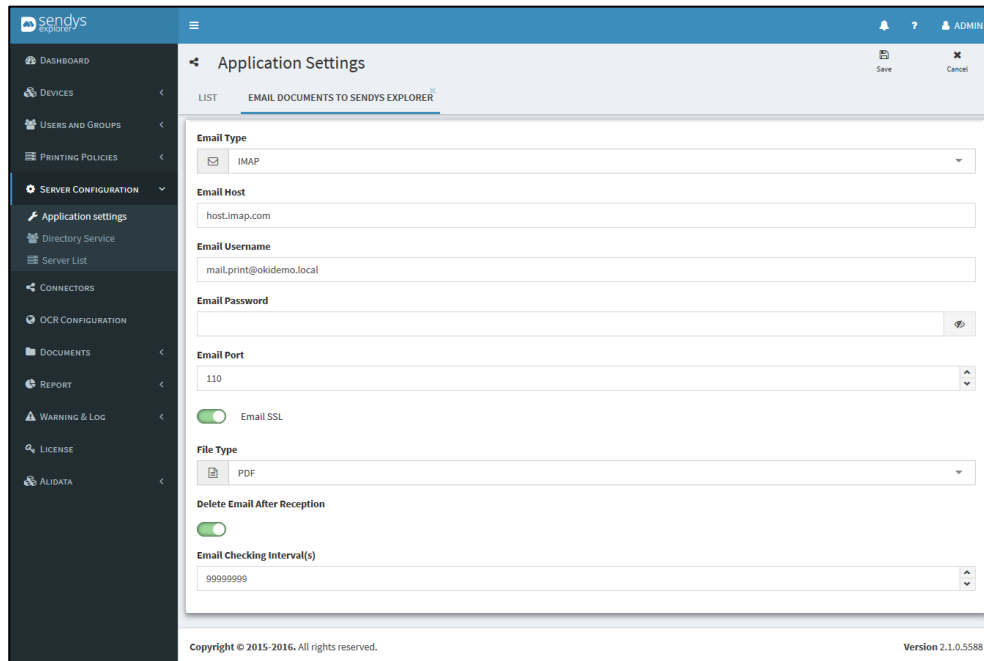 sendys
explorer
ADMIN
DASHBOARD
DEVICES
USERS AND GROUPS
PRINTING POLICIES
SERVER CONFIGURATION
Application settings
Directory Service
Server List
CONNECTORS
OCR CONFIGURATION
DOCUMENTS
REPORT
WARNING & LOG
LICENSE
ALIDATA
Application Settings
Save
Cancel
LIST
EMAIL DOCUMENTS TO SENDYS EXPLORER
Email Type
IMAP
Email Host
host.imap.com
Email Username
mail.print@okidemo.local
Email Password
Email Port
110
Email SSL
File Type
PDF
Delete Email After Reception
Email Checking Interval(s)
99999999
Copyright © 2015-2016. All rights reserved.
Version 2.1.0.5588